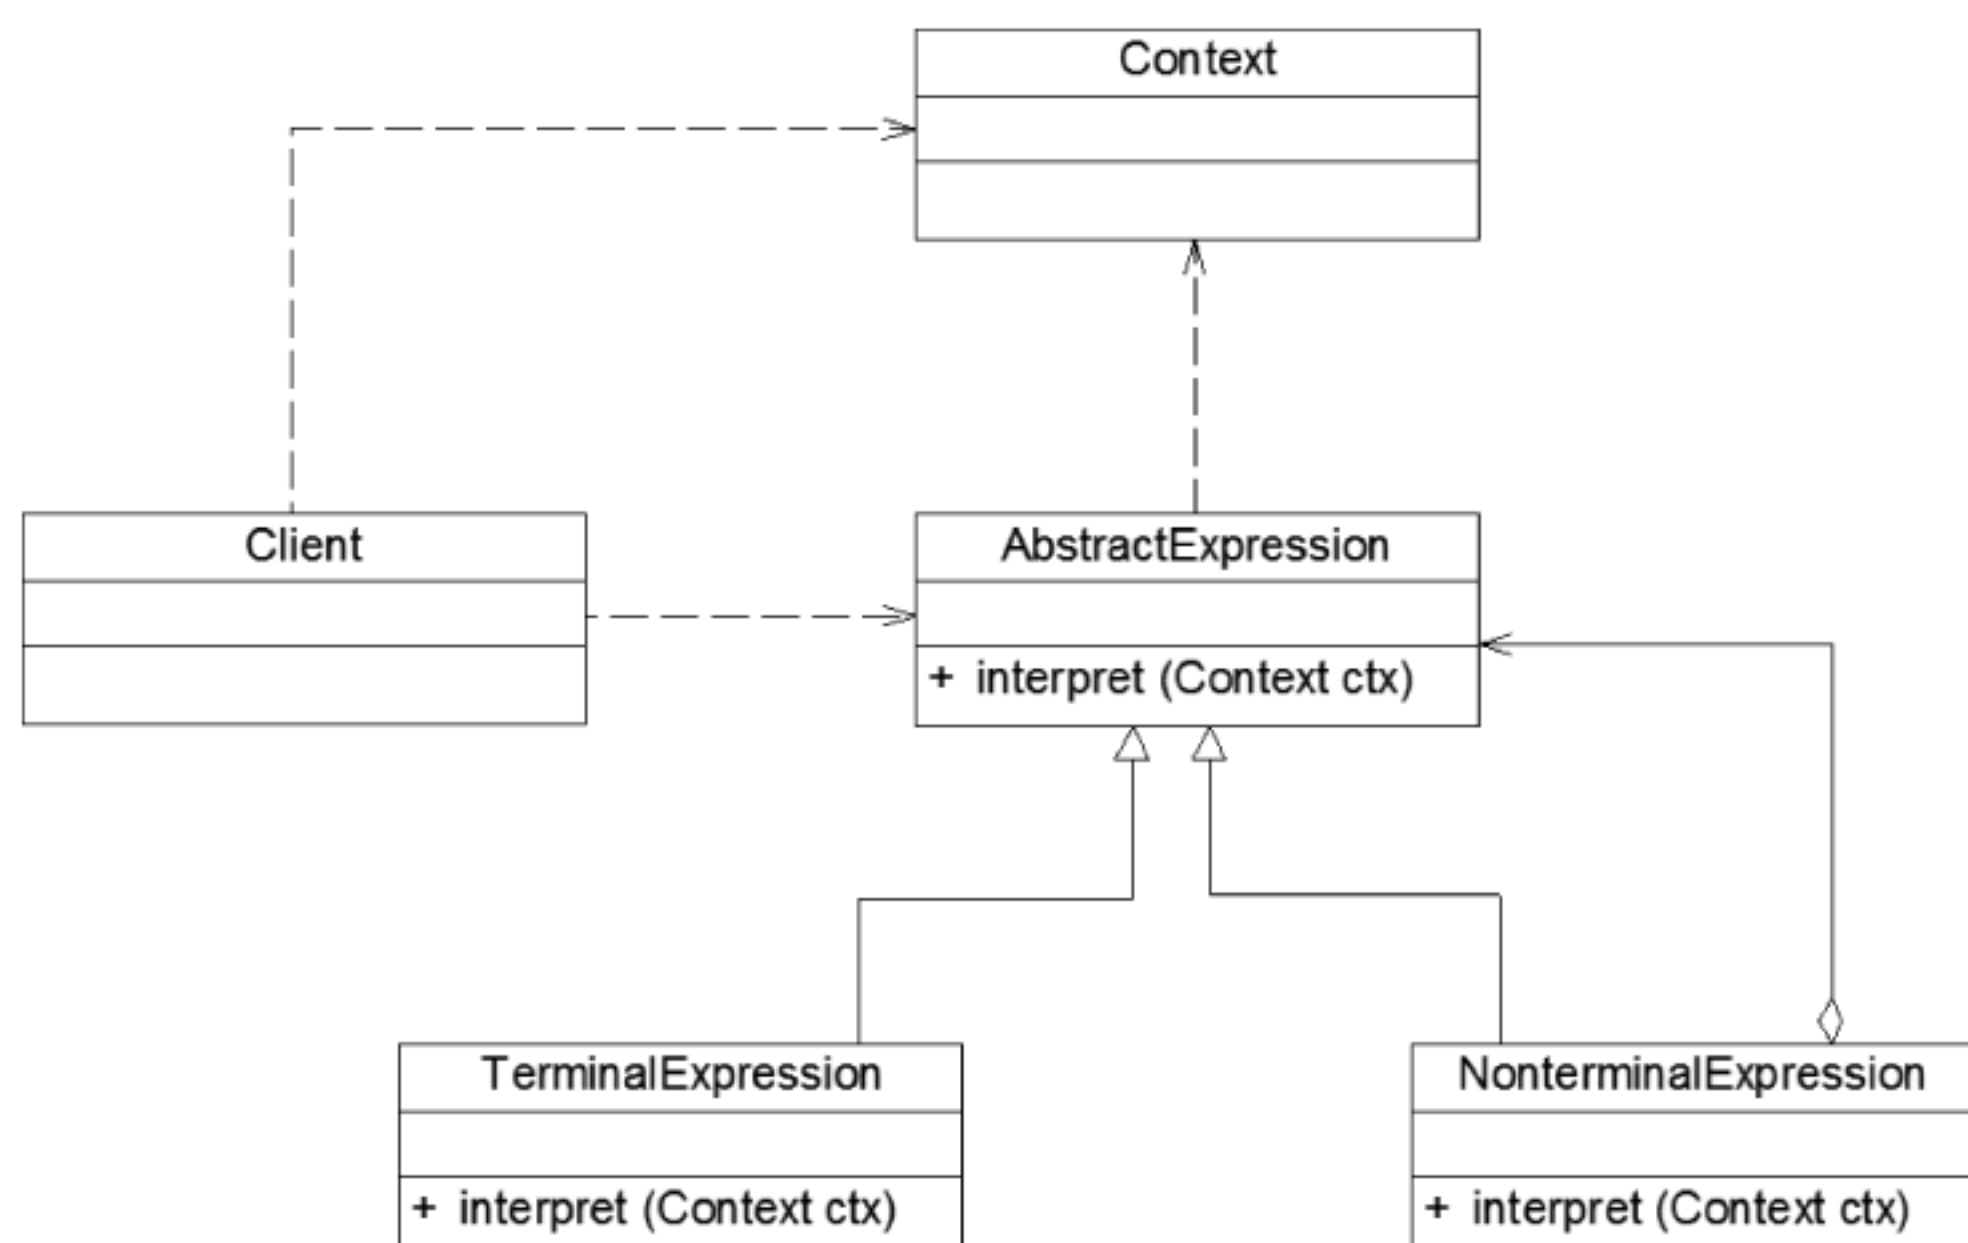 Context
Client
AbstractExpression
+ interpret (Context ctx)
TerminalExpression
+ interpret (Context ctx)
NonterminalExpression
+ interpret (Context ctx)